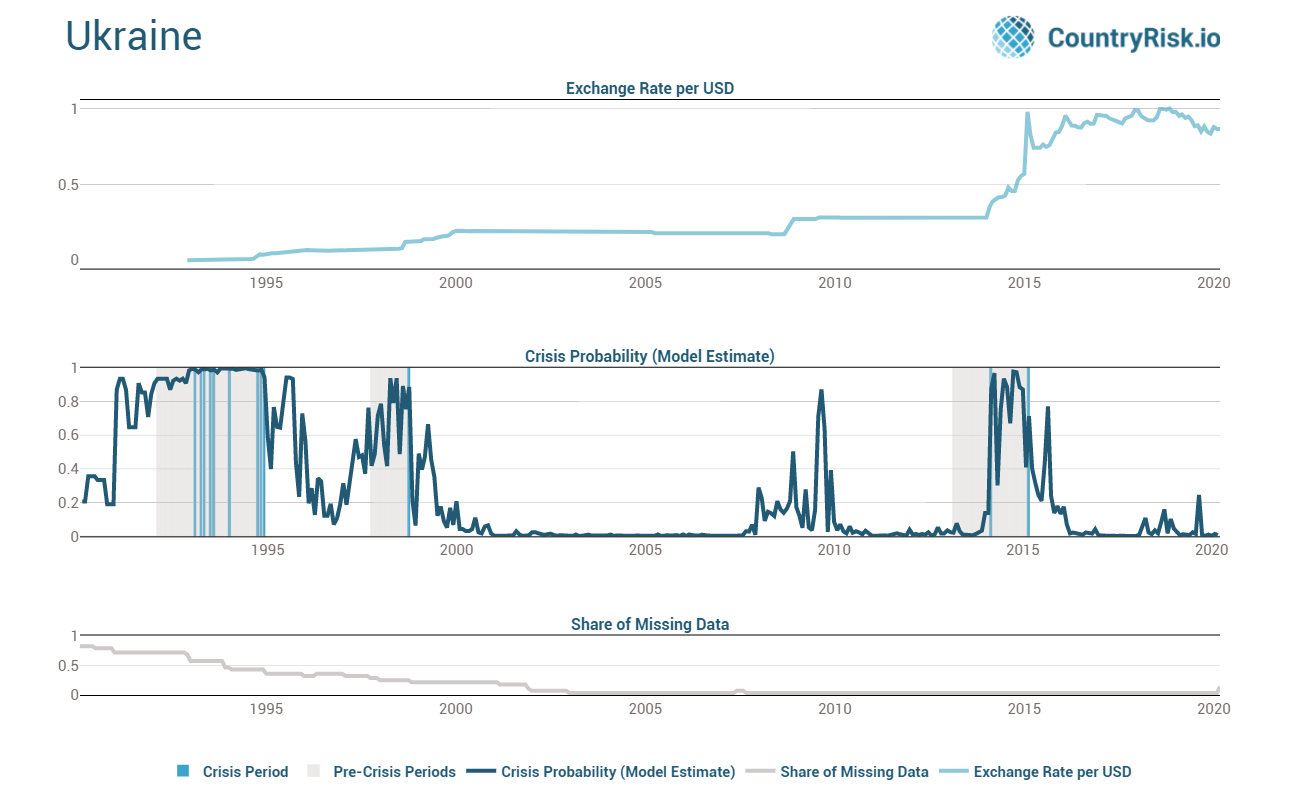 Ukraine
CountryRisk.io
Exchange Rate per USD
1
0.5
0
1995 2000 2005 2010 2015 2020
Crisis Probability (Model Estimate)
1
0.8
0.6
0.4
0.2
0
1995 2000 2005 2010 2015 2020
Share of Missing Data
1
0.5
0
1995 2000 2005 2010 2015 2020
Crisis Period Pre-Crisis Periods Crisis Probability (Model Estimate) Share of Missing Data Exchange Rate per USD